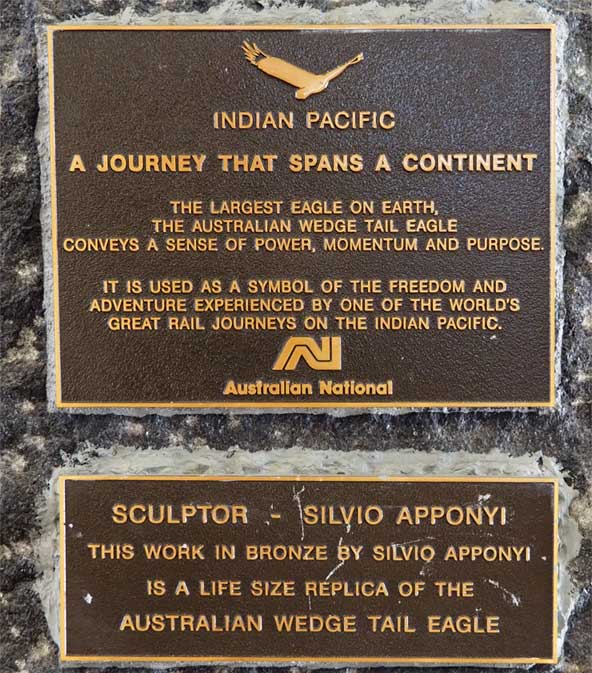 INDIAN PACIFIC
A JOURNEY THAT SPANS A CONTINENT
THE LARGEST EAGLE ON EARTH,
THE AUSTRALIAN WEDGE TAIL EAGLE
CONVEYS A SENSE OF POWER, MOMENTUM AND PURPOSE.
IT IS USED AS A SYMBOL OF THE FREEDOM AND
ADVENTURE EXPERIENCED BY ONE OF THE WORLD'S
GREAT RAIL JOURNEYS ON THE INDIAN PACIFIC.
AN
Australian National
SCULPTOR - SILVIO APPONYI
THIS WORK IN BRONZE BY SILVIO APPONYI
IS A LIFE SIZE REPLICA OF THE
AUSTRALIAN WEDGE TAIL EAGLE